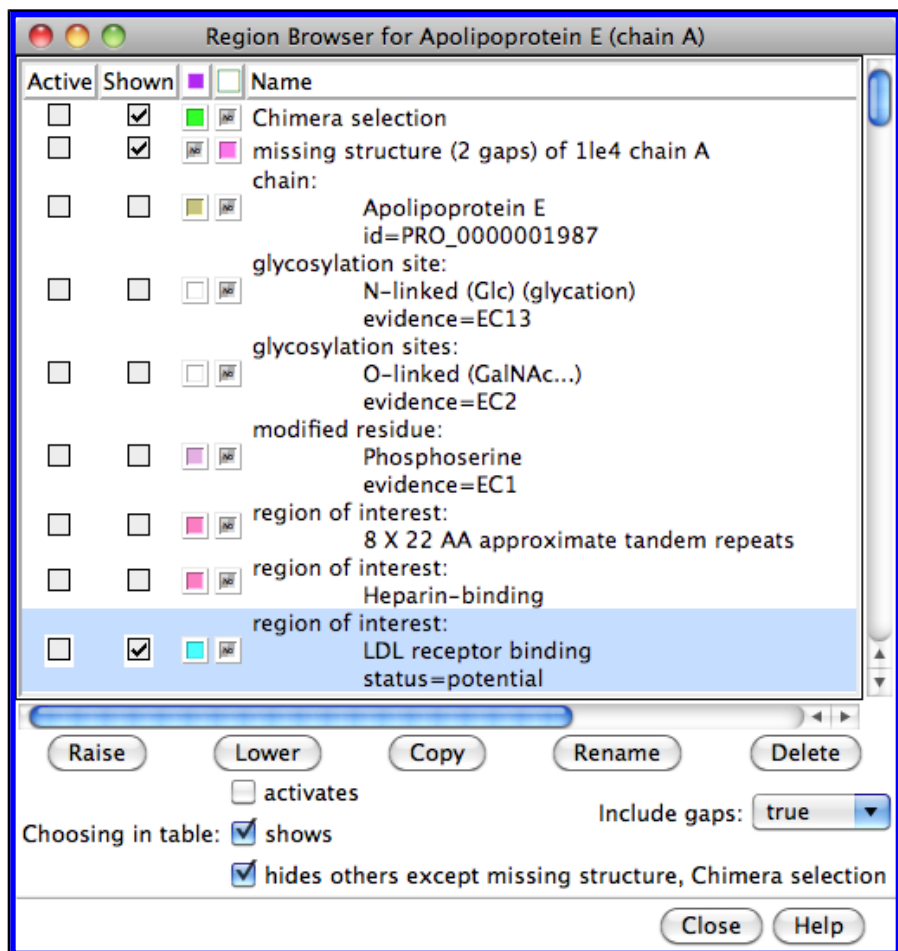 Region Browser for Apolipoprotein E (chain A)
Active Shown Name
Chimera selection
missing structure (2 gaps) of 1le4 chain A
chain:
Apolipoprotein E
id=PRO_0000001987
glycosylation site:
N-linked (Glc) (glycation)
evidence=EC13
glycosylation sites:
O-linked (GalNAc...)
evidence=EC2
modified residue:
Phosphoserine
evidence=EC1
region of interest:
8 X 22 AA approximate tandem repeats
region of interest:
Heparin-binding
region of interest:
LDL receptor binding
status=potential
Raise Lower Copy Rename Delete
activates
Include gaps: true
Choosing in table: shows
hides others except missing structure, Chimera selection
Close Help